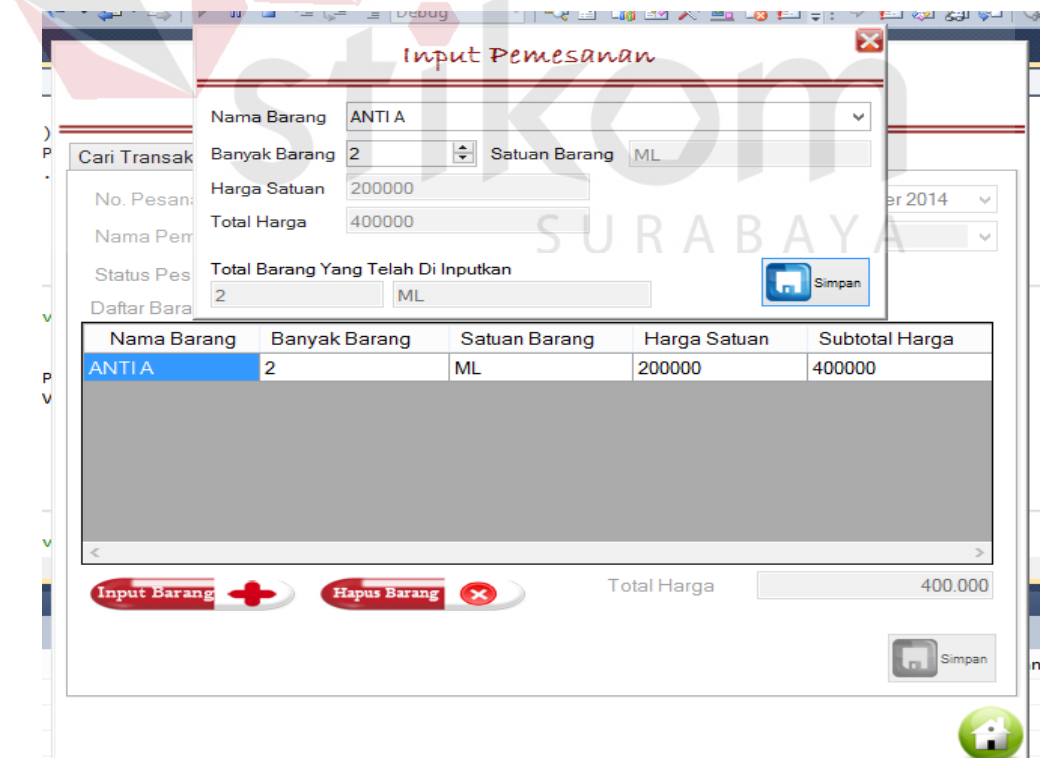 Debug
Input Pemesanan
stikom
SURABAYA
Nama Barang ANTI A
Banyak Barang 2 Satuan Barang ML
Harga Satuan 200000
Total Harga 400000
Total Barang Yang Telah Di Inputkan
2 ML
Simpan
)
P
Cari Transak
.
No. Pesan
er 2014
Nama Pem
Status Pes
Daftar Bara
Nama Barang Banyak Barang Satuan Barang Harga Satuan Subtotal Harga
ANTI A 2 ML 200000 400000
Input Barang Hapus Barang Total Harga 400.000
Simpan